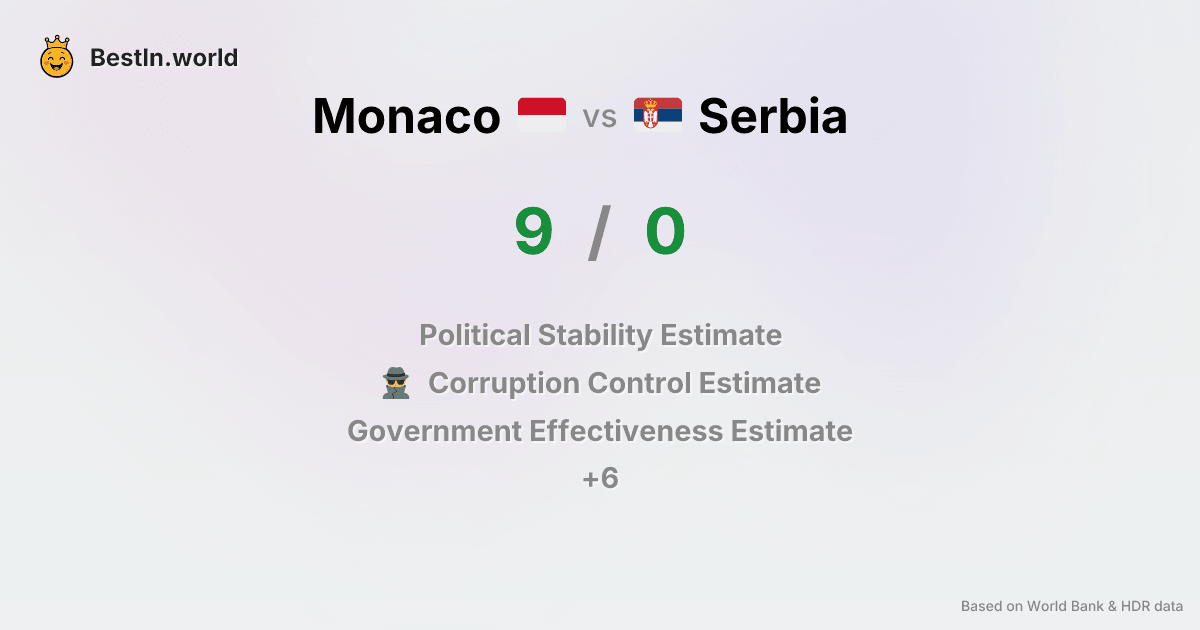 BestIn.world
Monaco vs Serbia
9 / 0
Political Stability Estimate
Corruption Control Estimate
Government Effectiveness Estimate
+6
Based on World Bank & HDR data